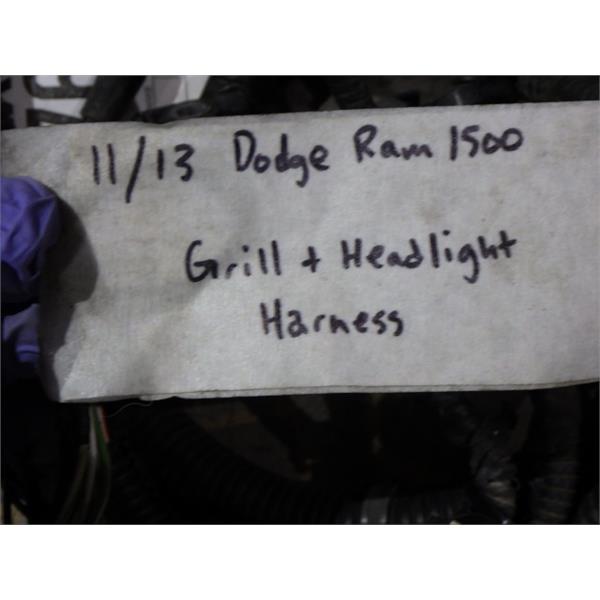 11/13 Dodge Ram 1500
Grill + Headlight
Harness